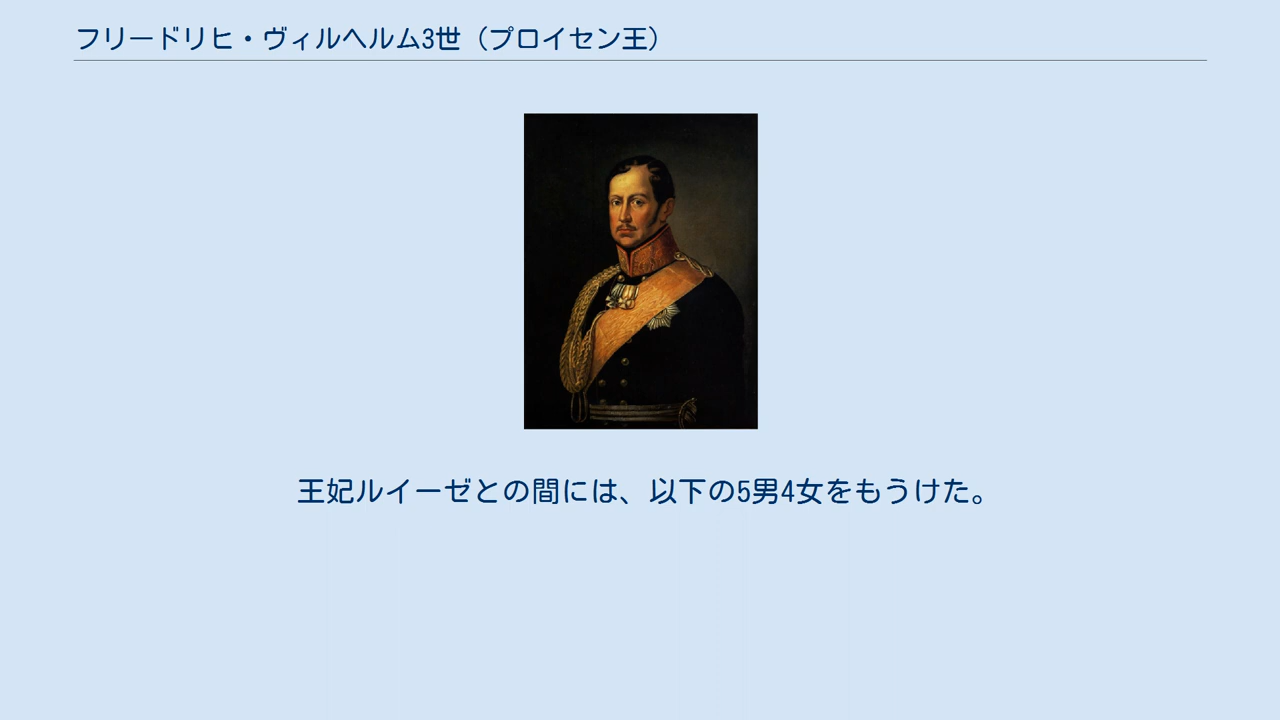 フリードリヒ・ヴィルヘルム3世（プロイセン王）
王妃ルイーゼとの間には、以下の5男4女をもうけた。